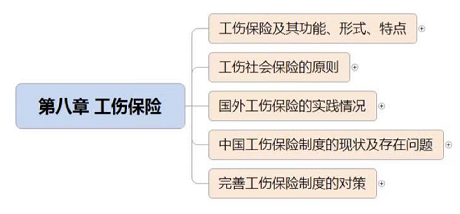 工伤保险及其功能、形式、特点
工伤社会保险的原则
第八章 工伤保险
国外工伤保险的实践情况
中国工伤保险制度的现状及存在问题
完善工伤保险制度的对策